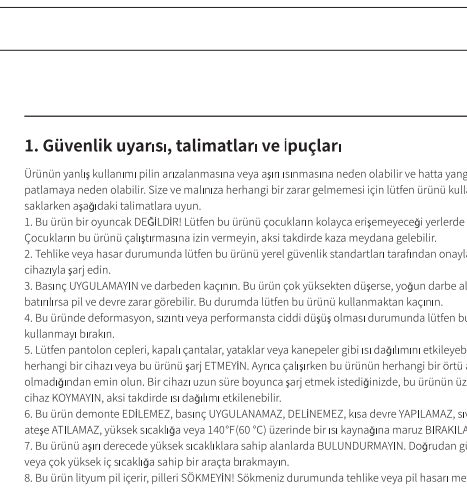 1. Güvenlik uyarısı, talimatları ve İpuçları
Ürünün yanlış kullanımı pilin arızalanmasına veya aşırı ısınmasına neden olabilir ve hatta yang
patlamaya neden olabilir. Size ve malınıza herhangi bir zarar gelmemesi için lütfen ürünü kulla
saklarken aşağıdaki talimatlara uyun.
1. Bu ürün bir oyuncak DEĞİLDİR! Lütfen bu ürünü çocukların kolayca erişemeyeceği yerlerde
Çocukların bu ürünü çalıştırmasına izin vermeyin, aksi takdirde kaza meydana gelebilir.
2. Tehlike veya hasar durumunda lütfen bu ürünü yerel güvenlik standartları tarafından onayla
cihazıyla şarj edin.
3. Basınç UYGULAMAYIN ve darbeden kaçının. Bu ürün çok yüksekten düşerse, yoğun darbe al
batırılırsa pil ve devre zarar görebilir. Bu durumda lütfen bu ürünü kullanmaktan kaçının.
4. Bu üründe deformasyon, sızıntı veya performansta ciddi düşüş olması durumunda lütfen bu
kullanmayı bırakın.
5. Lütfen pantolon cepleri, kapalı çantalar, yataklar veya kanepeler gibi ısı dağılımını etkileyeb
herhangi bir cihazı veya bu ürünü şarj ETMEYİN. Ayrıca çalışırken bu ürünün herhangi bir örtü a
olmadığından emin olun. Bir cihazı uzun süre boyunca şarj etmek istediğinizde, bu ürünün üz
cihaz KOYMAYIN, aksi takdirde ısı dağılımı etkilenebilir.
6. Bu ürün demonte EDİLEMEZ, basınç UYGULANAMAZ, DELİNEMEZ, kısa devre YAPILAMAZ, sıv
ateşe ATILAMAZ, yüksek sıcaklığa veya 140°F(60 °C) üzerinde bir ısı kaynağına maruz BIRAKILA
7. Bu ürünü aşırı derecede yüksek sıcaklıklara sahip alanlarda BULUNDURMAYIN. Doğrudan gü
veya çok yüksek iç sıcaklığa sahip bir araçta bırakmayın.
8. Bu ürün lityum pil içerir, pilleri SÖKMEYİN! Sökmeniz durumunda tehlike veya pil hasarı me